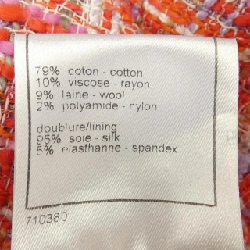 79% coton - cotton
10% viscose - rayon
9% laine - wool
2% polyamide - nylon
doublure/lining
95% soie - silk
5% elasthanne - spandex
710380